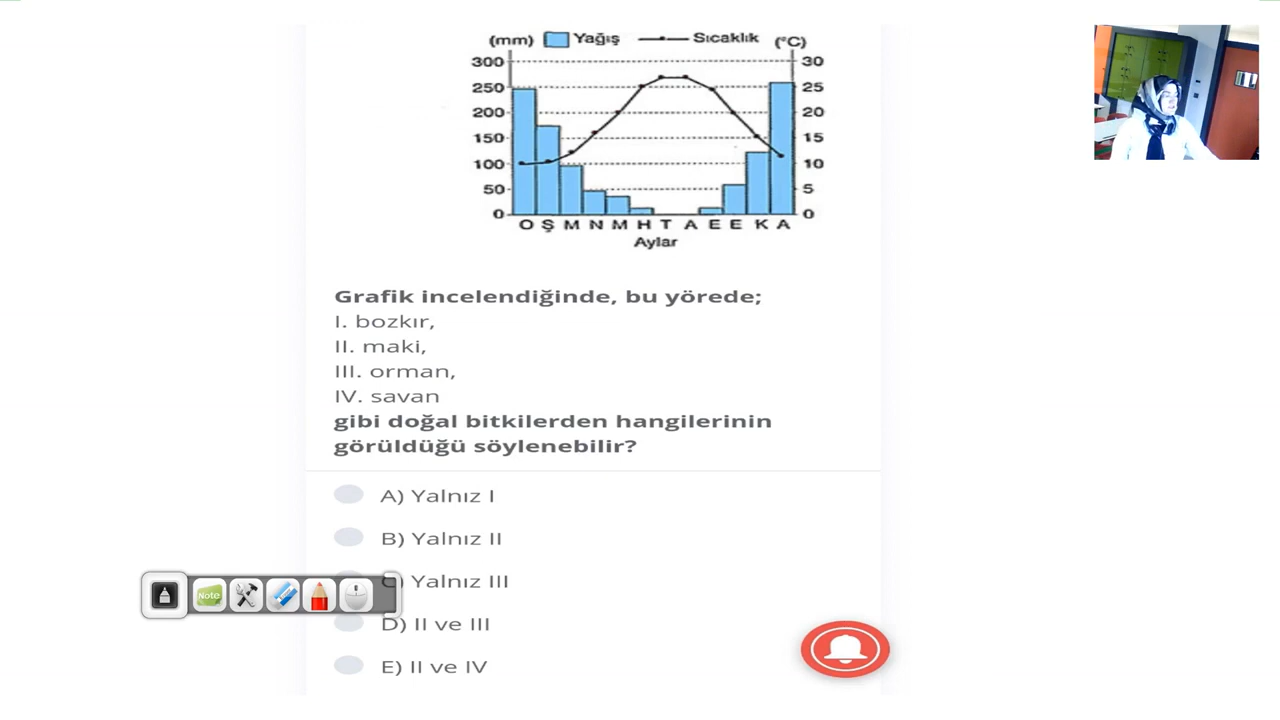 (mm) Yağış Sıcaklık (°C)
300 30
250 25
200 20
150 15
100 10
50 5
0 0
O Ş M N M H T A E E K A
Aylar
Grafik incelendiğinde, bu yörede;
I. bozkır,
II. maki,
III. orman,
IV. savan
gibi doğal bitkilerden hangilerinin
görüldüğü söylenebilir?
A) Yalnız I
B) Yalnız II
C) Yalnız III
D) II ve III
E) II ve IV
Note